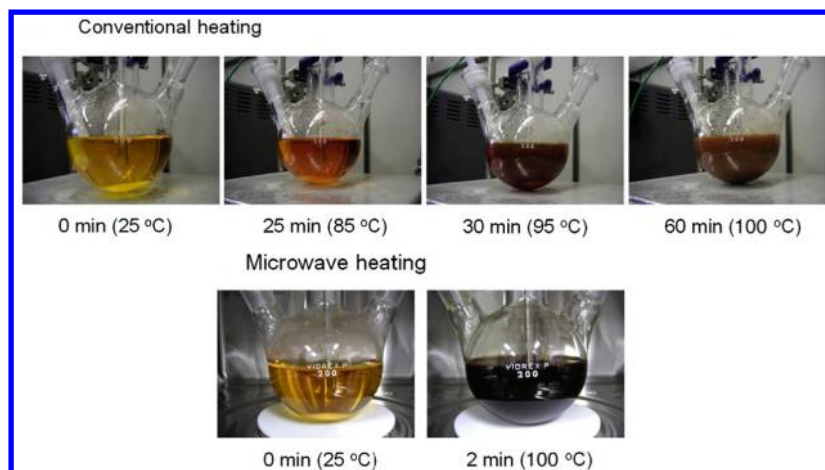 Conventional heating
200
0 min (25 °C)
25 min (85 °C)
30 min (95 °C)
60 min (100 °C)
Microwave heating
VIDREX P
200
VIDREX P
200
0 min (25 °C)
2 min (100 °C)